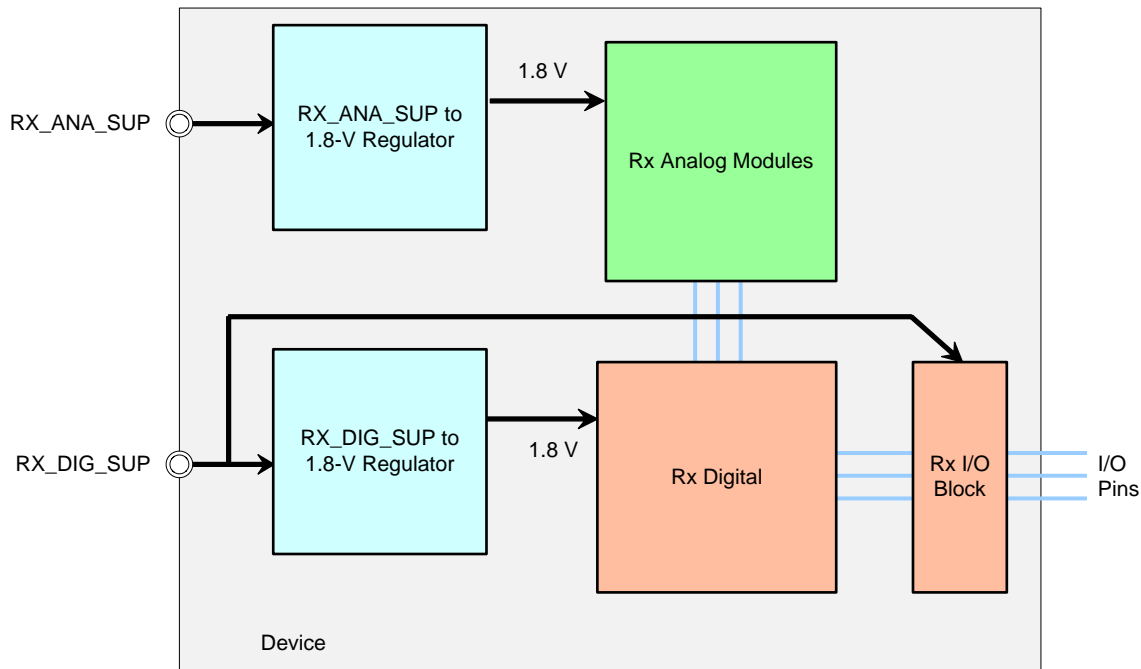 1.8 V
RX_ANA_SUP
RX_ANA_SUP to
1.8-V Regulator
Rx Analog Modules
RX_DIG_SUP
RX_DIG_SUP to
1.8-V Regulator
1.8 V
Rx Digital
Rx I/O
Block
I/O
Pins
Device